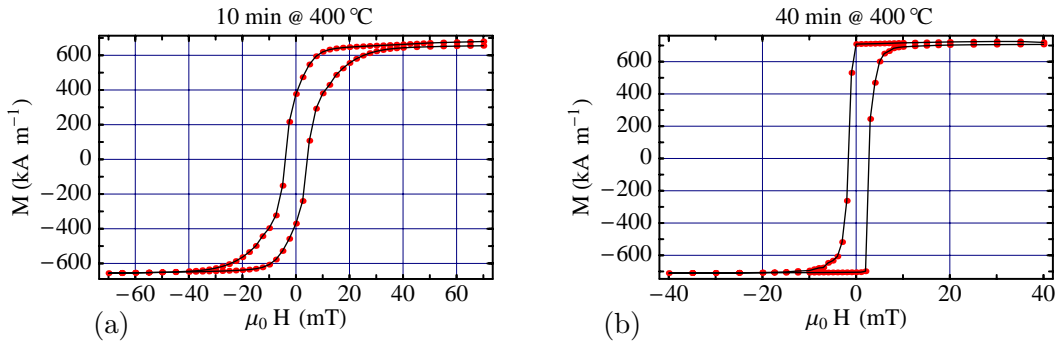 10 min @ 400 °C
M (kA m⁻¹)
600
400
200
0
−200
−400
−600
−60 −40 −20 0 20 40 60
(a)
μ₀ H (mT)
40 min @ 400 °C
M (kA m⁻¹)
600
400
200
0
−200
−400
−600
−40 −20 0 20 40
(b)
μ₀ H (mT)